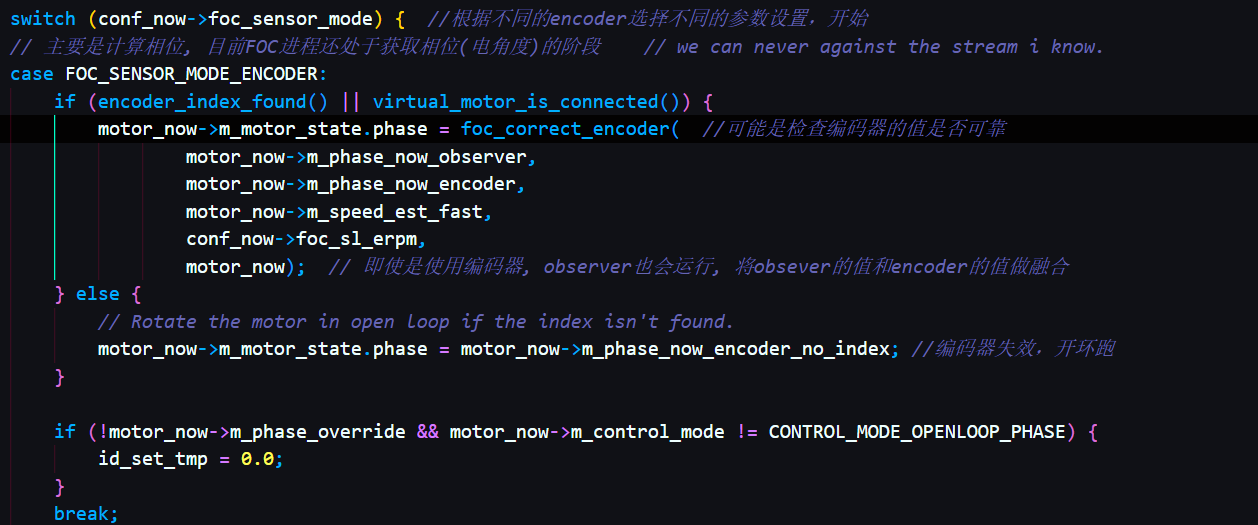 switch (conf_now->foc_sensor_mode) {  //根据不同的encoder选择不同的参数设置．开始
// 主要是计算相位, 目前FOC进程还处于获取相位(电角度)的阶段    // we can never against the stream i know.
case FOC_SENSOR_MODE_ENCODER:
    if (encoder_index_found() || virtual_motor_is_connected()) {
        motor_now->m_motor_state.phase = foc_correct_encoder(  //可能是检查编码器的值是否可靠
                motor_now->m_phase_now_observer,
                motor_now->m_phase_now_encoder,
                motor_now->m_speed_est_fast,
                conf_now->foc_sl_erpm,
                motor_now);  // 即使是使用编码器, observer也会运行, 将obsever的值和encoder的值做融合
    } else {
        // Rotate the motor in open loop if the index isn't found.
        motor_now->m_motor_state.phase = motor_now->m_phase_now_encoder_no_index; //编码器失效，开环跑
    }
    if (!motor_now->m_phase_override && motor_now->m_control_mode != CONTROL_MODE_OPENLOOP_PHASE) {
        id_set_tmp = 0.0;
    }
    break;